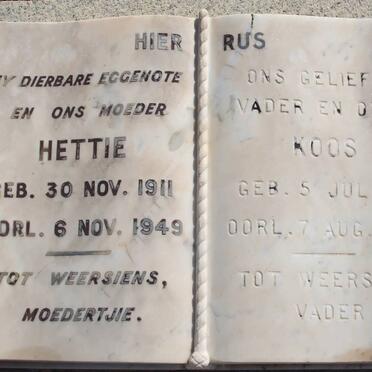 HIER RUS
MY DIERBARE EGGENOTE
EN ONS MOEDER
HETTIE
GEB. 30 NOV. 1911
OORL. 6 NOV. 1949
TOT WEERSIENS,
MOEDERTJIE.
ONS GELIEF
VADER EN O
KOOS
GEB. 5 JUL
OORL. 7 AUG.
TOT WEERS
VADER